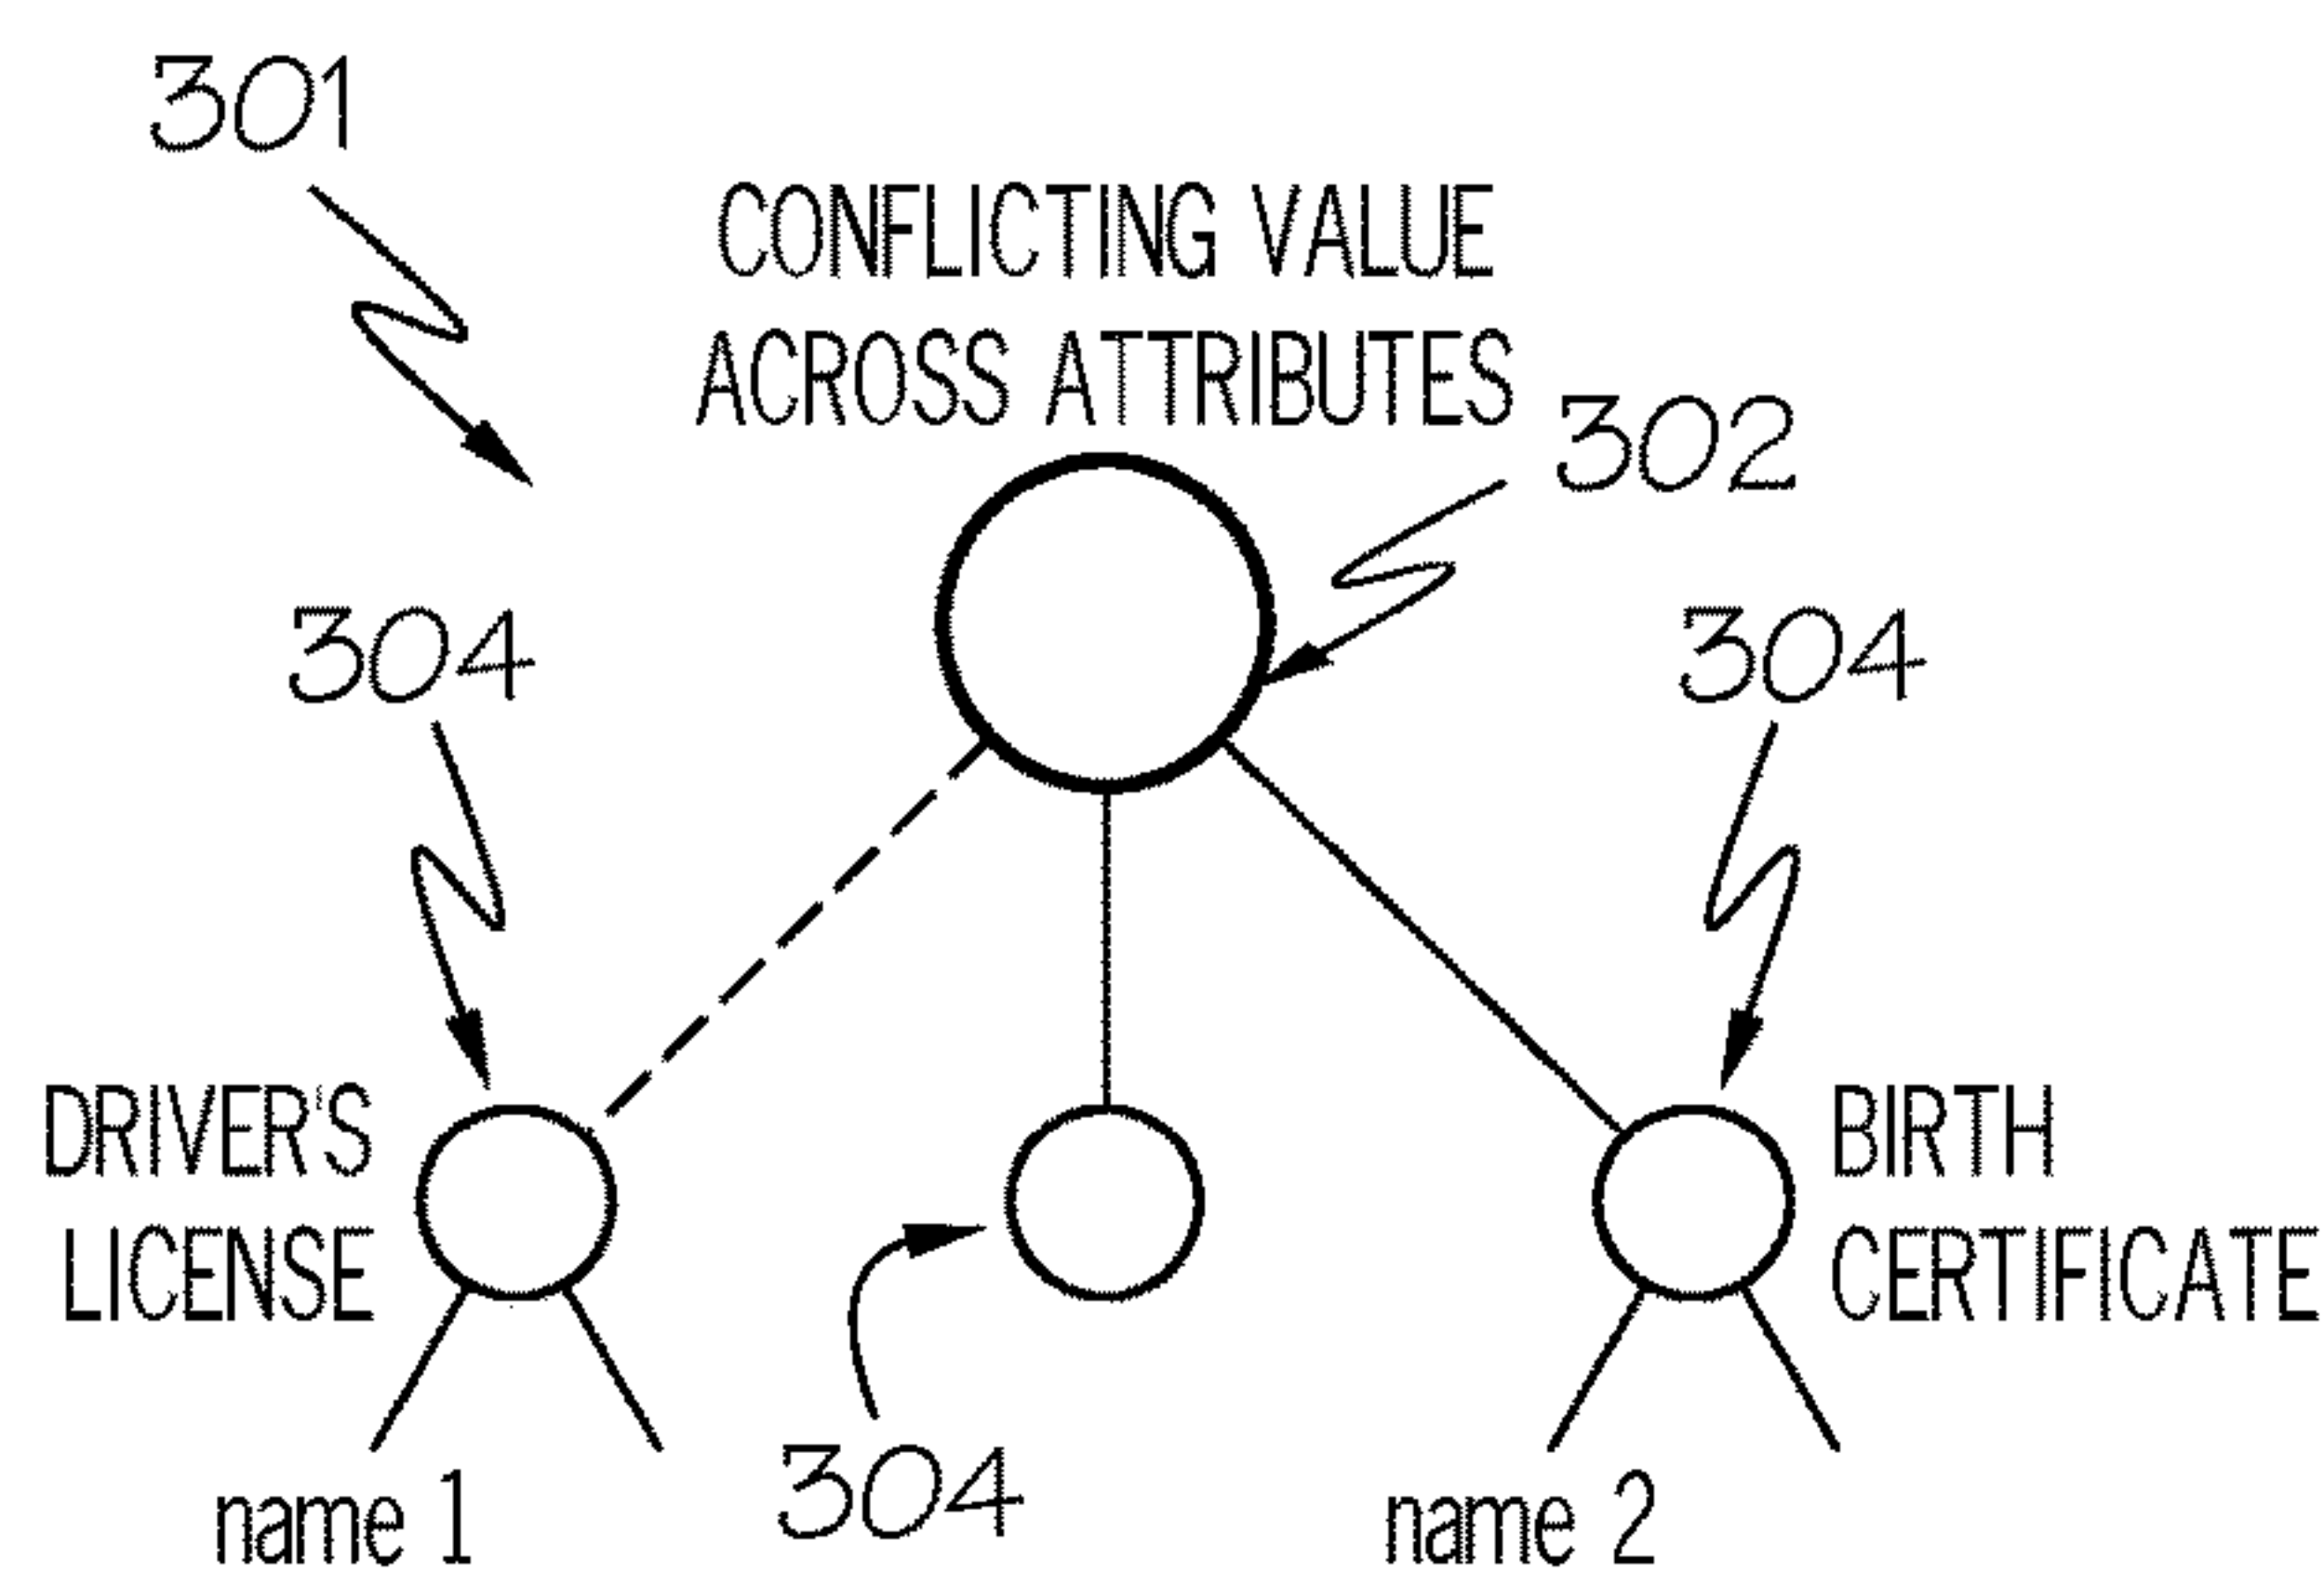 301
CONFLICTING VALUE
ACROSS ATTRIBUTES
302
304
304
DRIVER'S
LICENSE
BIRTH
CERTIFICATE
304
name 1
name 2